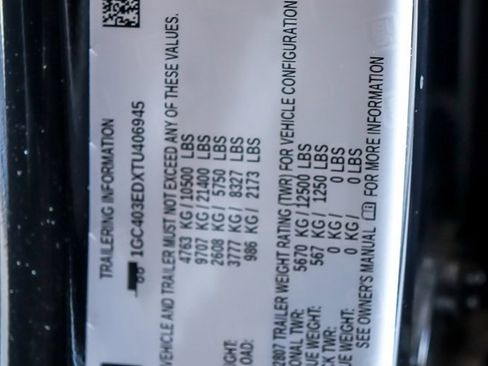 TRAILERING INFORMATION
1GC403EDXTU406945
VEHICLE AND TRAILER MUST NOT EXCEED ANY OF THESE VALUES.
4763 KG/10500 LBS
9707 KG/21400 LBS
2608 KG/ 5750 LBS
3777 KG/ 8327 LBS
986 KG/ 2173 LBS
2807 TRAILER WEIGHT RATING (TWR) FOR VEHICLE CONFIGURATION
ONAL TWR: 5670 KG/12500 LBS
UE WEIGHT: 567 KG/ 1250 LBS
CK TWR: 0 KG/ 0 LBS
UE WEIGHT: 0 KG/ 0 LBS
SEE OWNER'S MANUAL FOR MORE INFORMATION